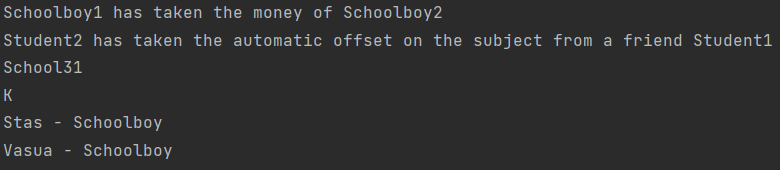 Schoolboy1 has taken the money of Schoolboy2
Student2 has taken the automatic offset on the subject from a friend Student1
School31
K
Stas - Schoolboy
Vasua - Schoolboy